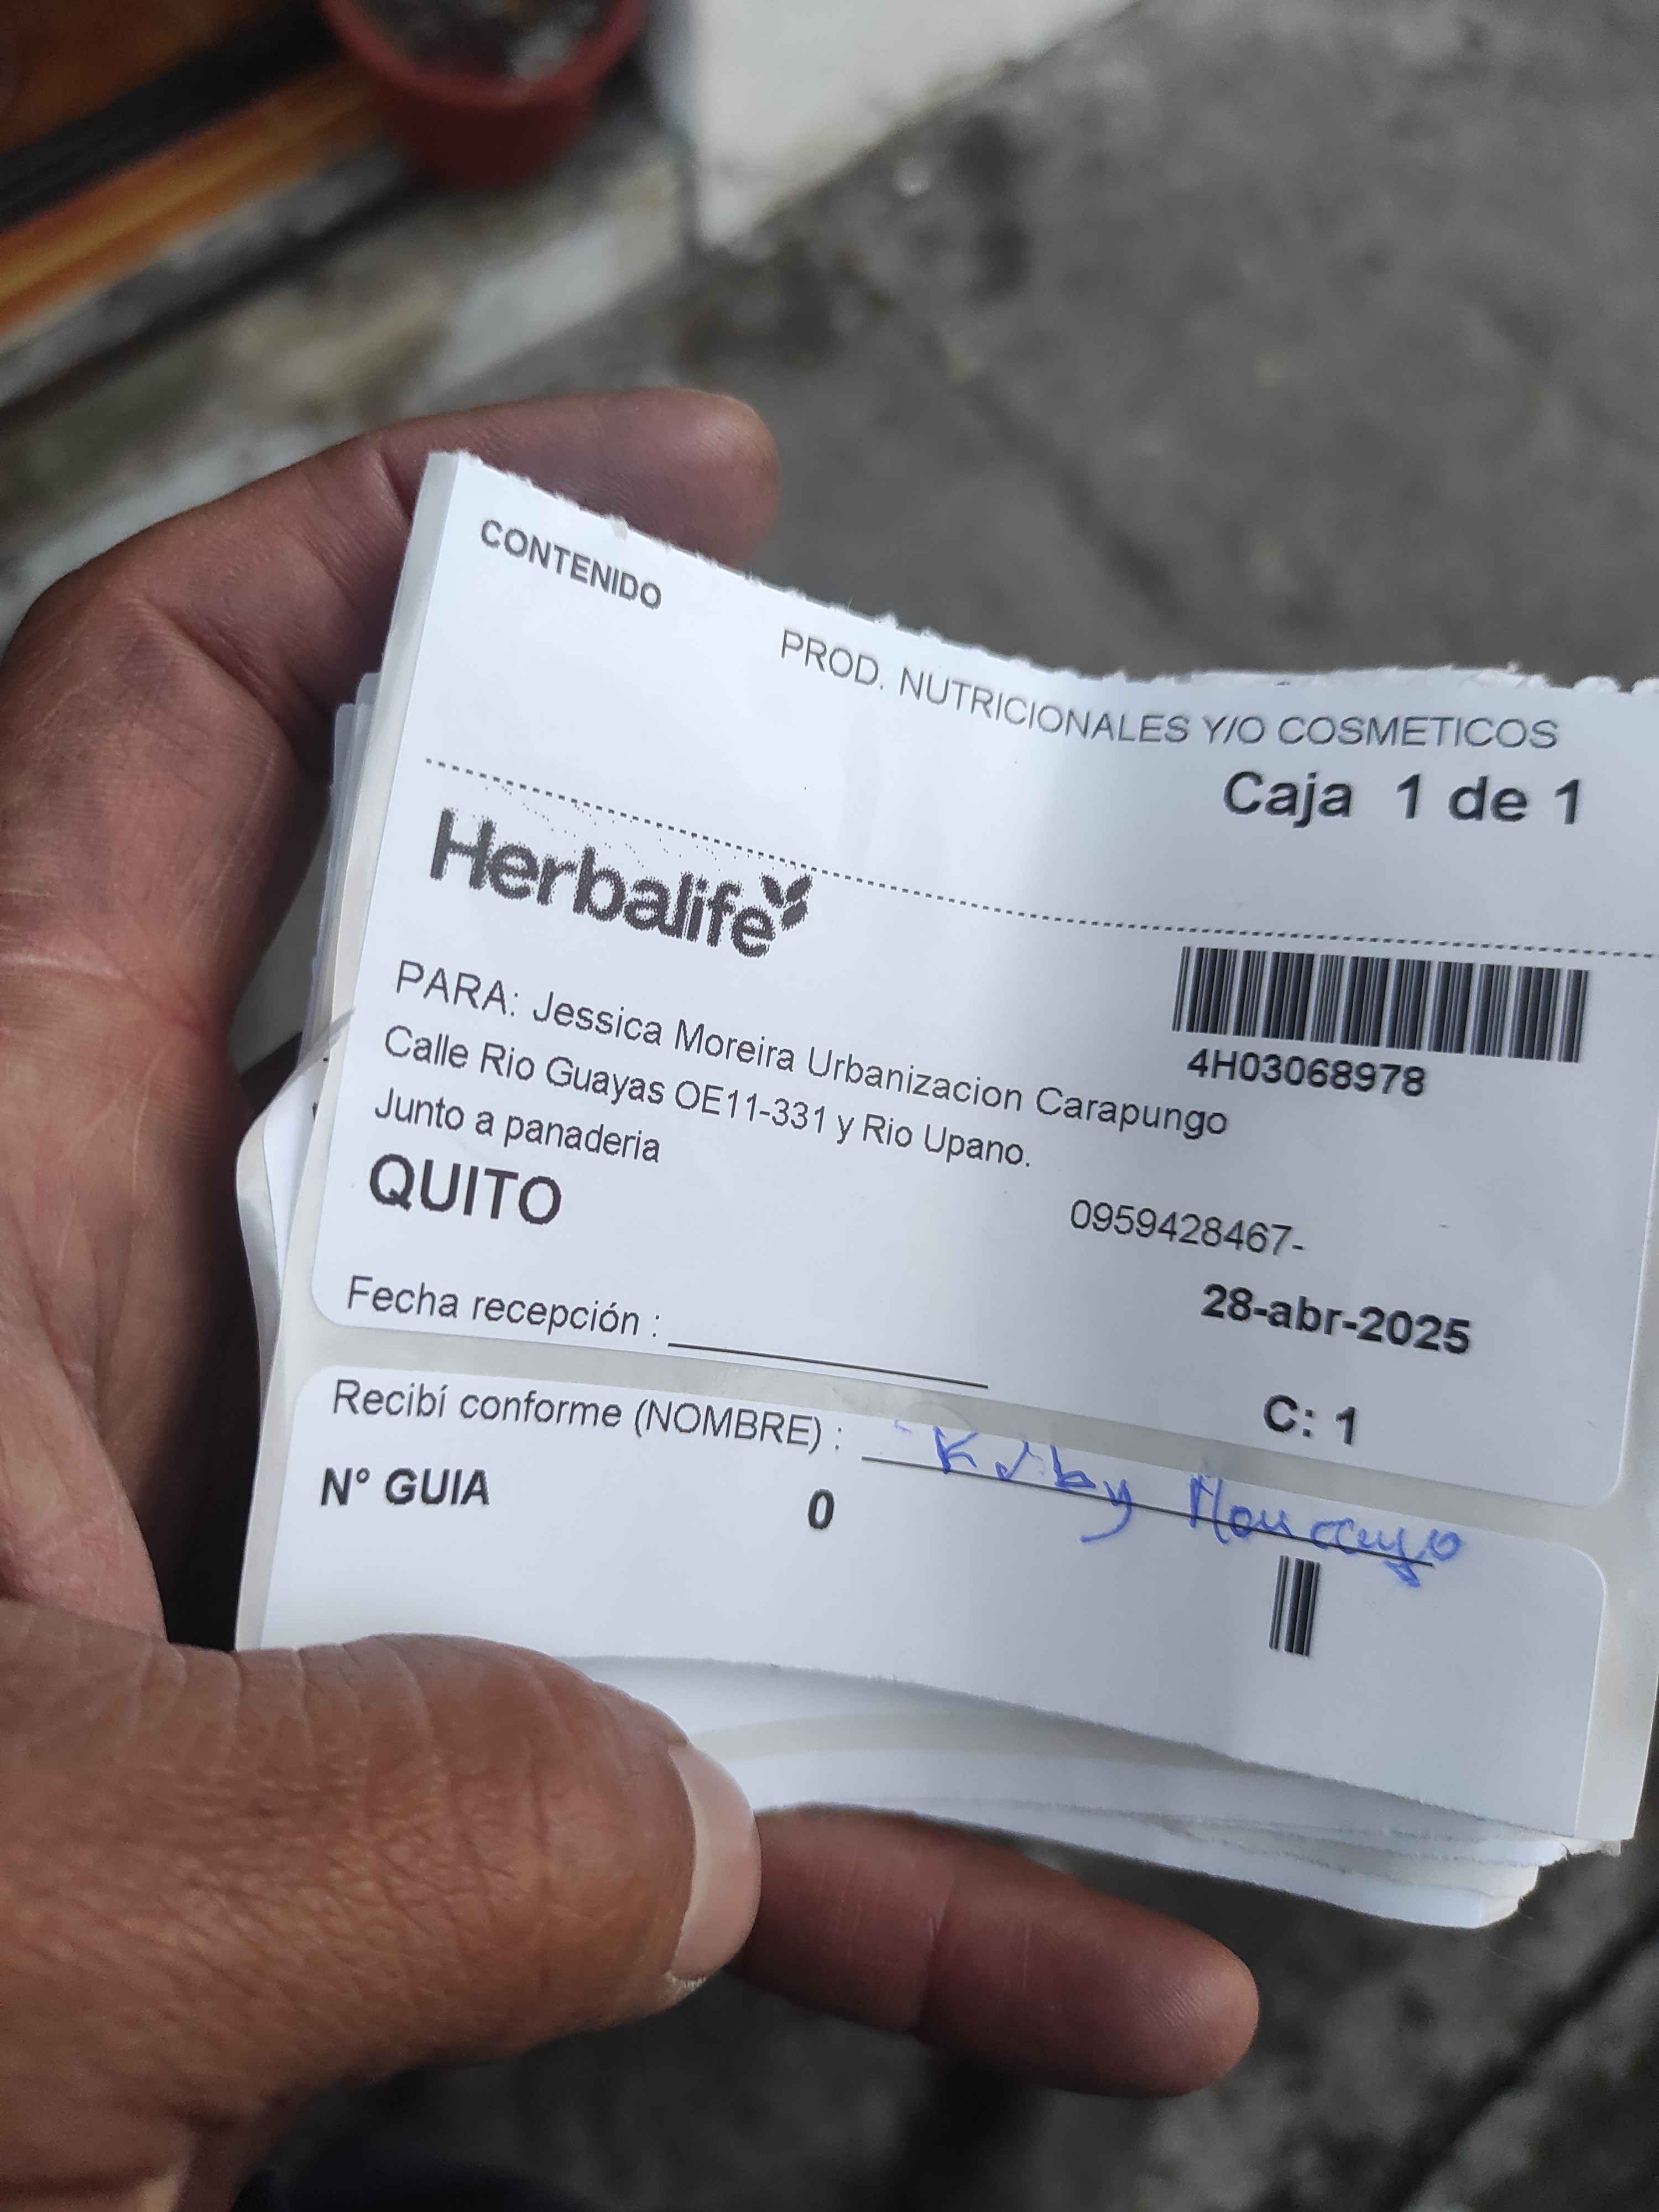 CONTENIDO
PROD. NUTRICIONALES Y/O COSMETICOS
Caja 1 de 1
Herbalife
4H03068978
PARA: Jessica Moreira Urbanizacion Carapungo
Calle Rio Guayas OE11-331 y Rio Upano.
Junto a panaderia
QUITO
0959428467-
Fecha recepción :
28-abr-2025
C: 1
Recibí conforme (NOMBRE) :
N° GUIA 0